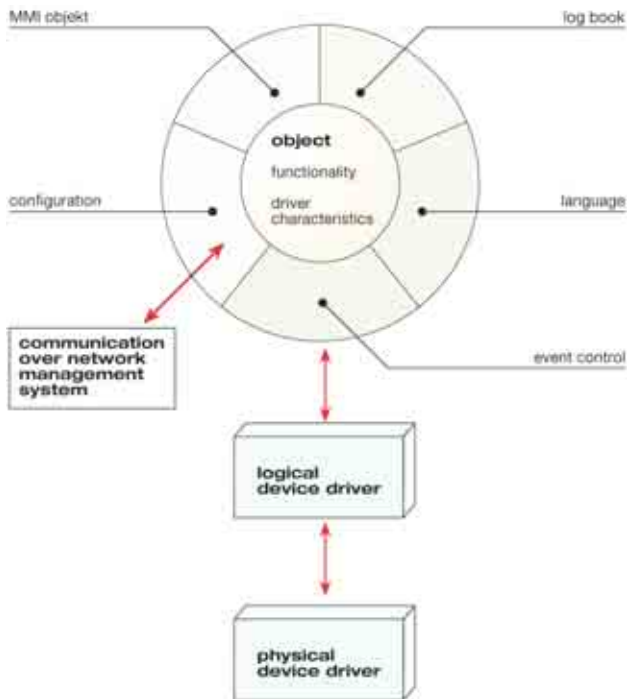 MMI objekt
log book
object
functionality
driver
characteristics
configuration
language
communication
over network
management
system
event control
logical
device driver
physical
device driver